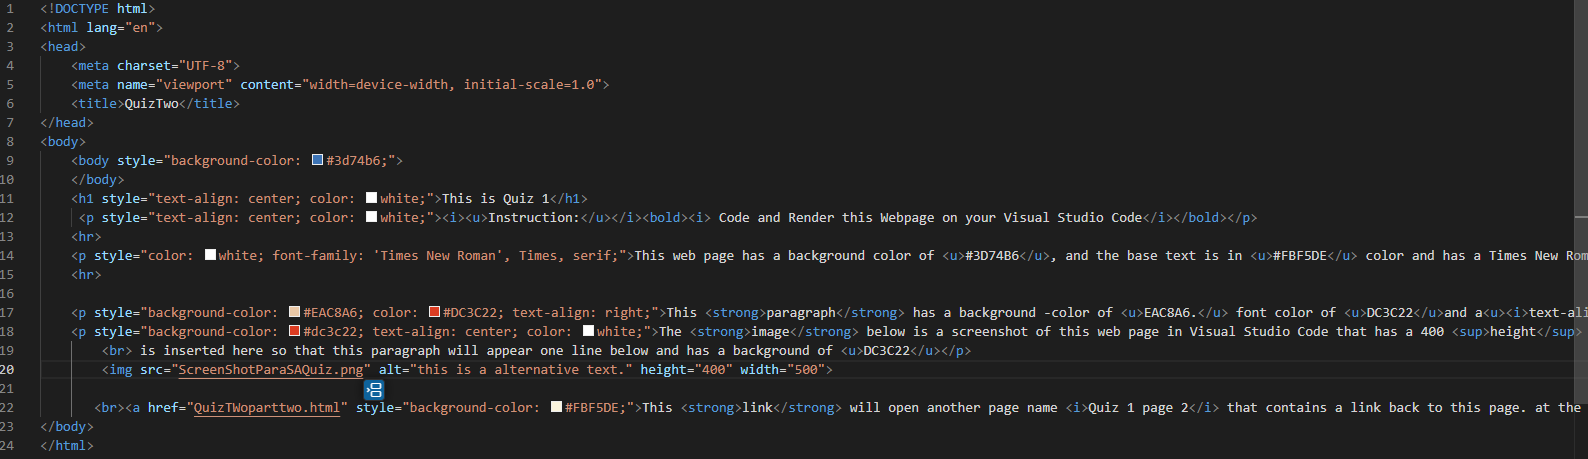 1 <!DOCTYPE html>
2 <html lang="en">
3 <head>
4     <meta charset="UTF-8">
5     <meta name="viewport" content="width=device-width, initial-scale=1.0">
6     <title>QuizTwo</title>
7 </head>
8 <body>
9     <body style="background-color: #3d74b6;">
10     </body>
11     <h1 style="text-align: center; color: white;">This is Quiz 1</h1>
12      <p style="text-align: center; color: white;"><i><u>Instruction:</u></i><bold><i> Code and Render this Webpage on your Visual Studio Code</i></bold></p>
13     <hr>
14     <p style="color: white; font-family: 'Times New Roman', Times, serif;">This web page has a background color of <u>#3D74B6</u>, and the base text is in <u>#FBF5DE</u> color and has a Times New Rom
15     <hr>
16
17     <p style="background-color: #EAC8A6; color: #DC3C22; text-align: right;">This <strong>paragraph</strong> has a background -color of <u>EAC8A6.</u> font color of <u>DC3C22</u>and a<u><i>text-ali
18     <p style="background-color: #dc3c22; text-align: center; color: white;">The <strong>image</strong> below is a screenshot of this web page in Visual Studio Code that has a 400 <sup>height</sup>
19         <br> is inserted here so that this paragraph will appear one line below and has a background of <u>DC3C22</u></p>
20         <img src="ScreenShotParaSAQuiz.png" alt="this is a alternative text." height="400" width="500">
21
22        <br><a href="QuizTWoparttwo.html" style="background-color: #FBF5DE;">This <strong>link</strong> will open another page name <i>Quiz 1 page 2</i> that contains a link back to this page. at the
23 </body>
24 </html>